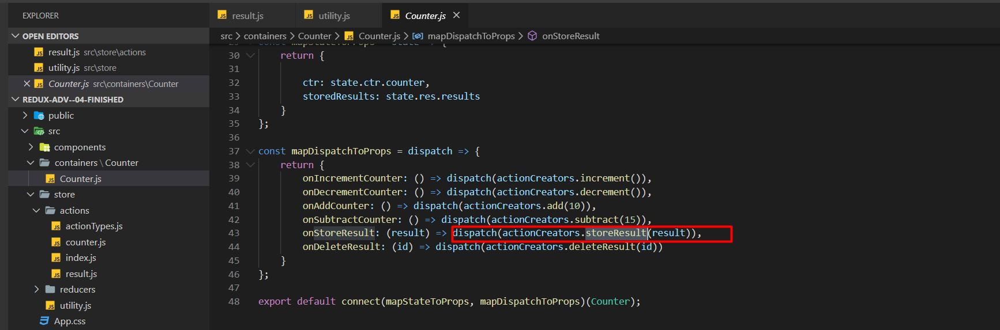 EXPLORER
OPEN EDITORS
JS result.js src\store\actions
JS utility.js src\store
JS Counter.js src\containers\Counter
REDUX-ADV--04-FINISHED
public
src
components
containers \ Counter
JS Counter.js
store
actions
JS actionTypes.js
JS counter.js
JS index.js
JS result.js
reducers
JS utility.js
App.css
JS result.js JS utility.js JS Counter.js
src > containers > Counter > JS Counter.js > mapDispatchToProps > onStoreResult
29 const mapStateToProps = state => {
30 return {
31
32 ctr: state.ctr.counter,
33 storedResults: state.res.results
34 }
35 };
36
37 const mapDispatchToProps = dispatch => {
38 return {
39 onIncrementCounter: () => dispatch(actionCreators.increment()),
40 onDecrementCounter: () => dispatch(actionCreators.decrement()),
41 onAddCounter: () => dispatch(actionCreators.add(10)),
42 onSubtractCounter: () => dispatch(actionCreators.subtract(15)),
43 onStoreResult: (result) => dispatch(actionCreators.storeResult(result)),
44 onDeleteResult: (id) => dispatch(actionCreators.deleteResult(id))
45 }
46 };
47
48 export default connect(mapStateToProps, mapDispatchToProps)(Counter);